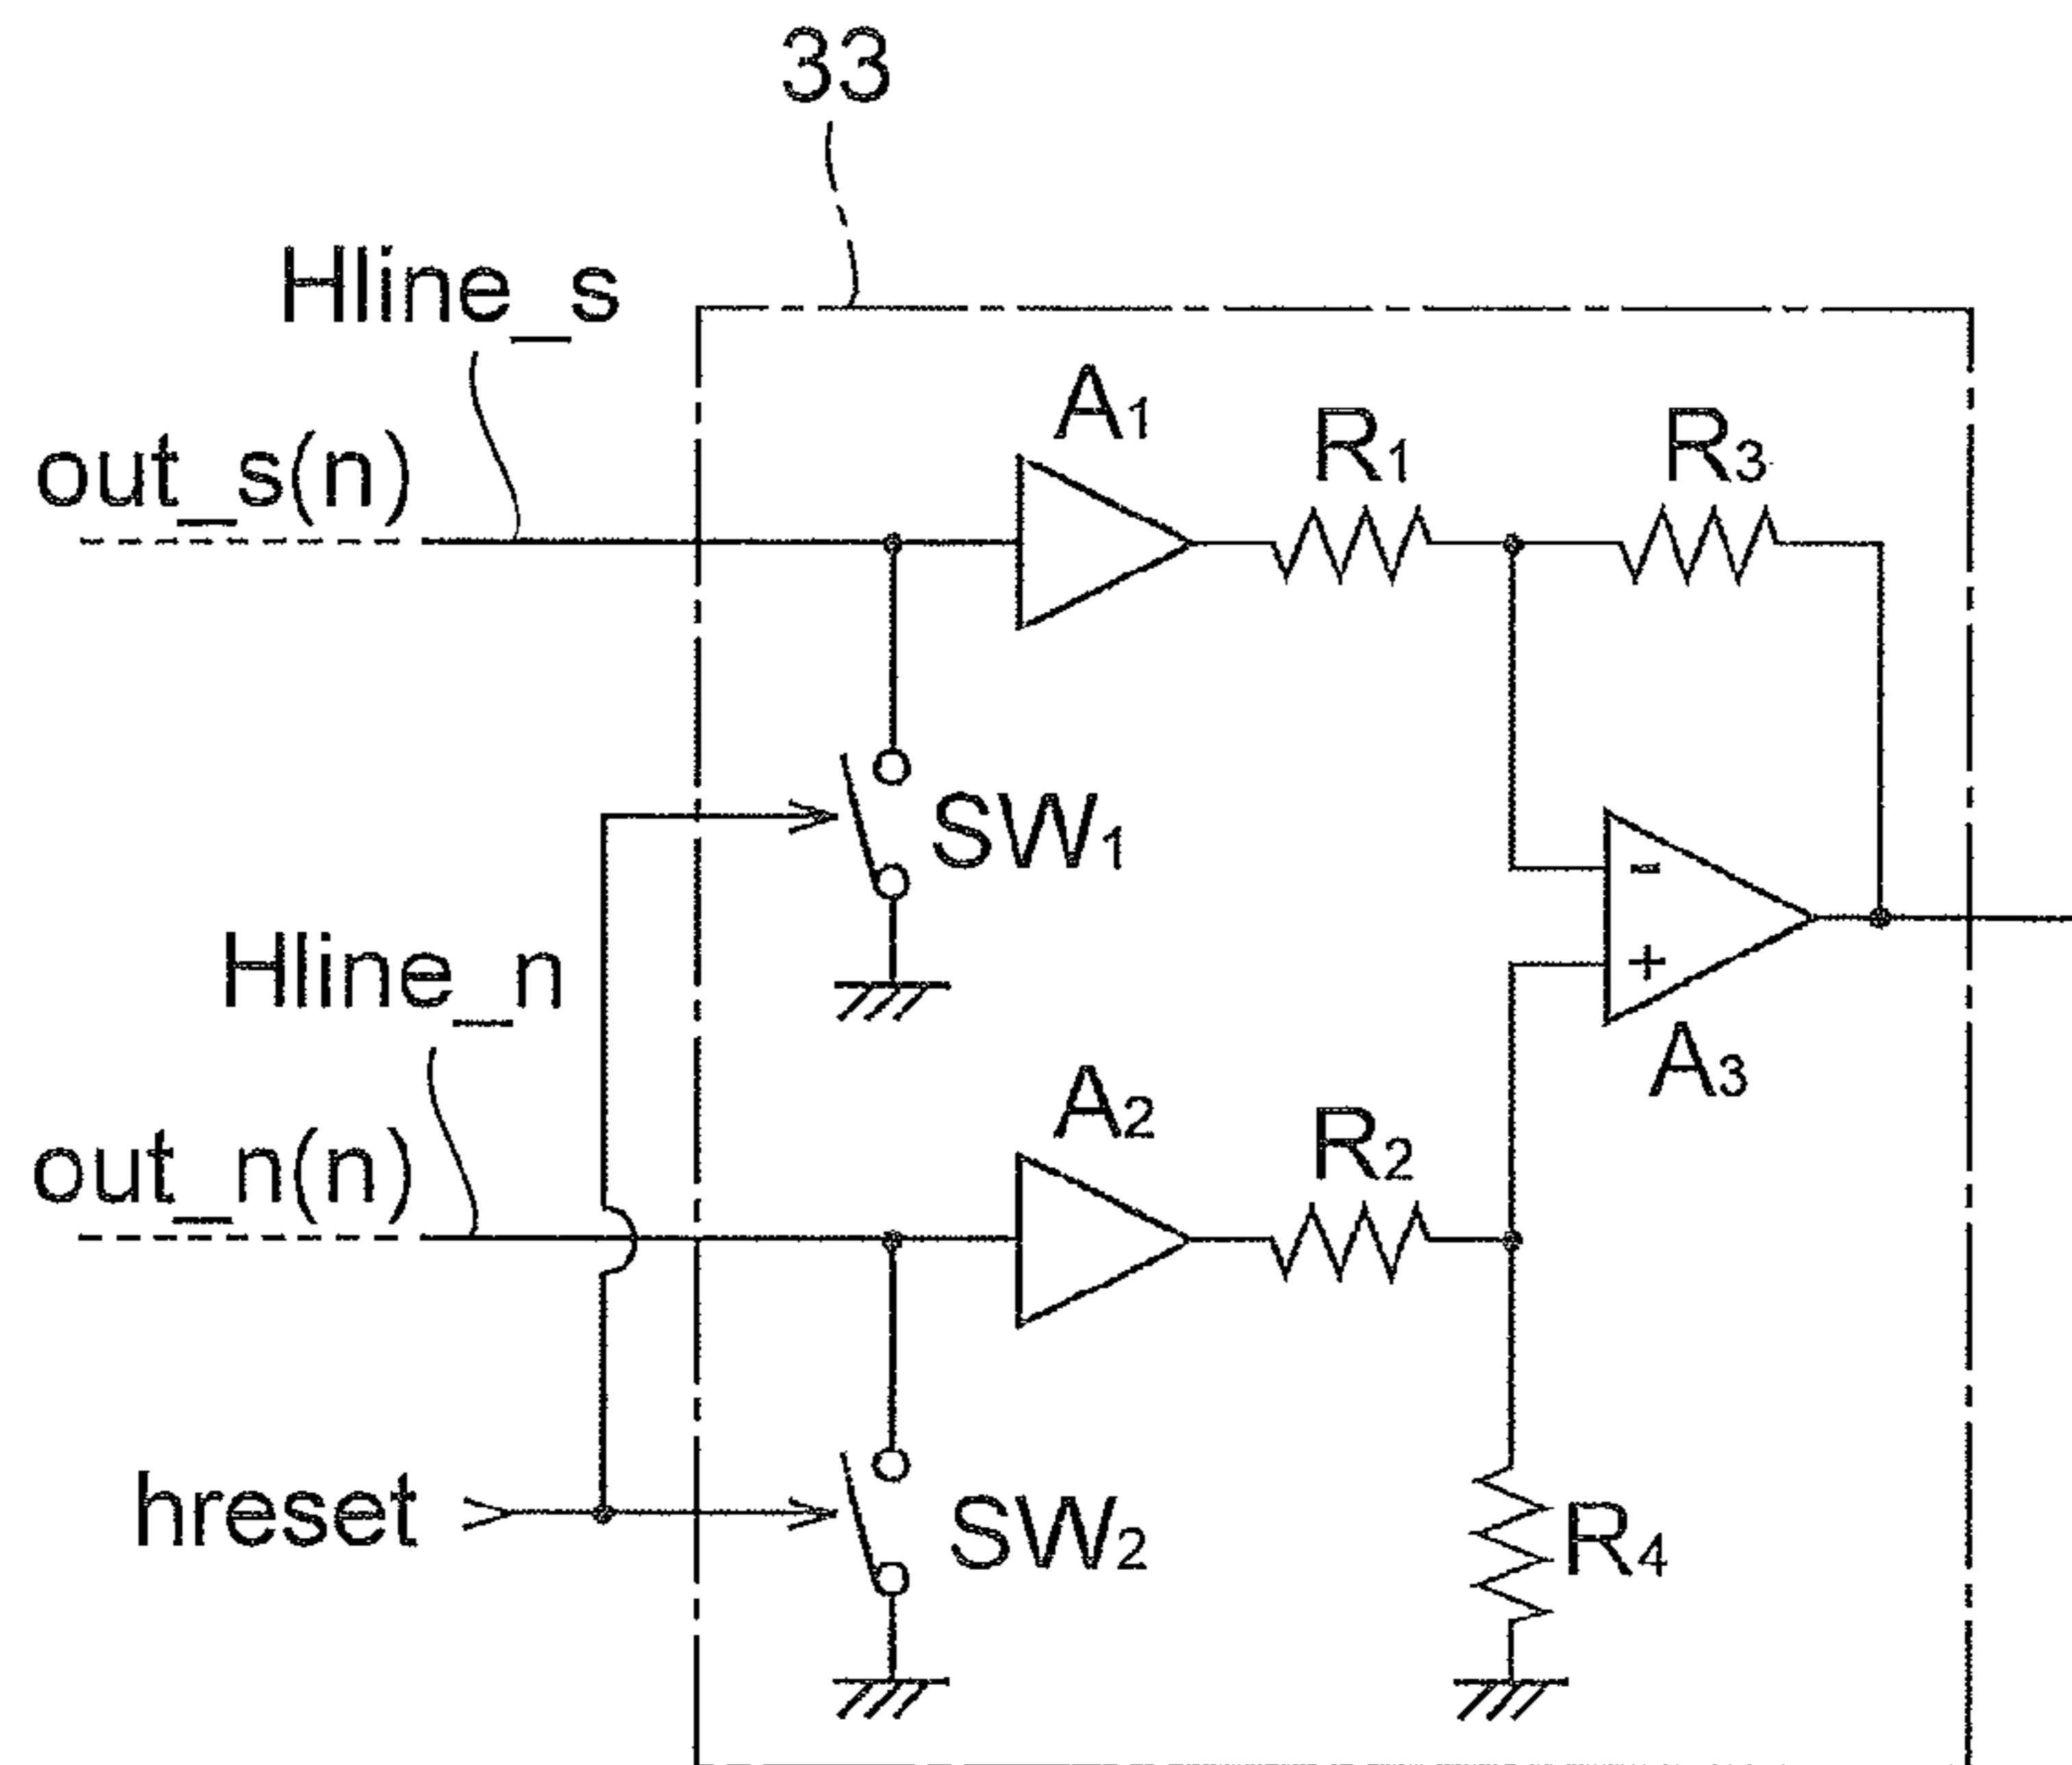 33
Hline_s
out_s(n)
A1
R1
R3
SW1
-
+
A3
Hline_n
out_n(n)
A2
R2
hreset
SW2
R4